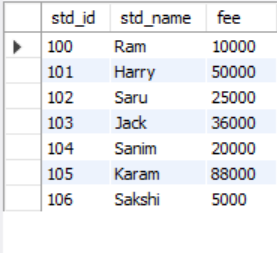 std_id std_name fee
100 Ram 10000
101 Harry 50000
102 Saru 25000
103 Jack 36000
104 Sanim 20000
105 Karam 88000
106 Sakshi 5000